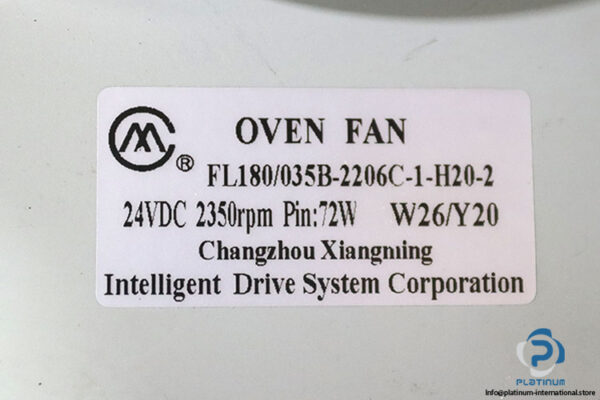 OVEN FAN
®
FL180/035B-2206C-1-H20-2
24VDC 2350rpm Pin:72W W26/Y20
Changzhou Xiangning
Intelligent Drive System Corporation
PLATINUM
Info@platinum-international.store